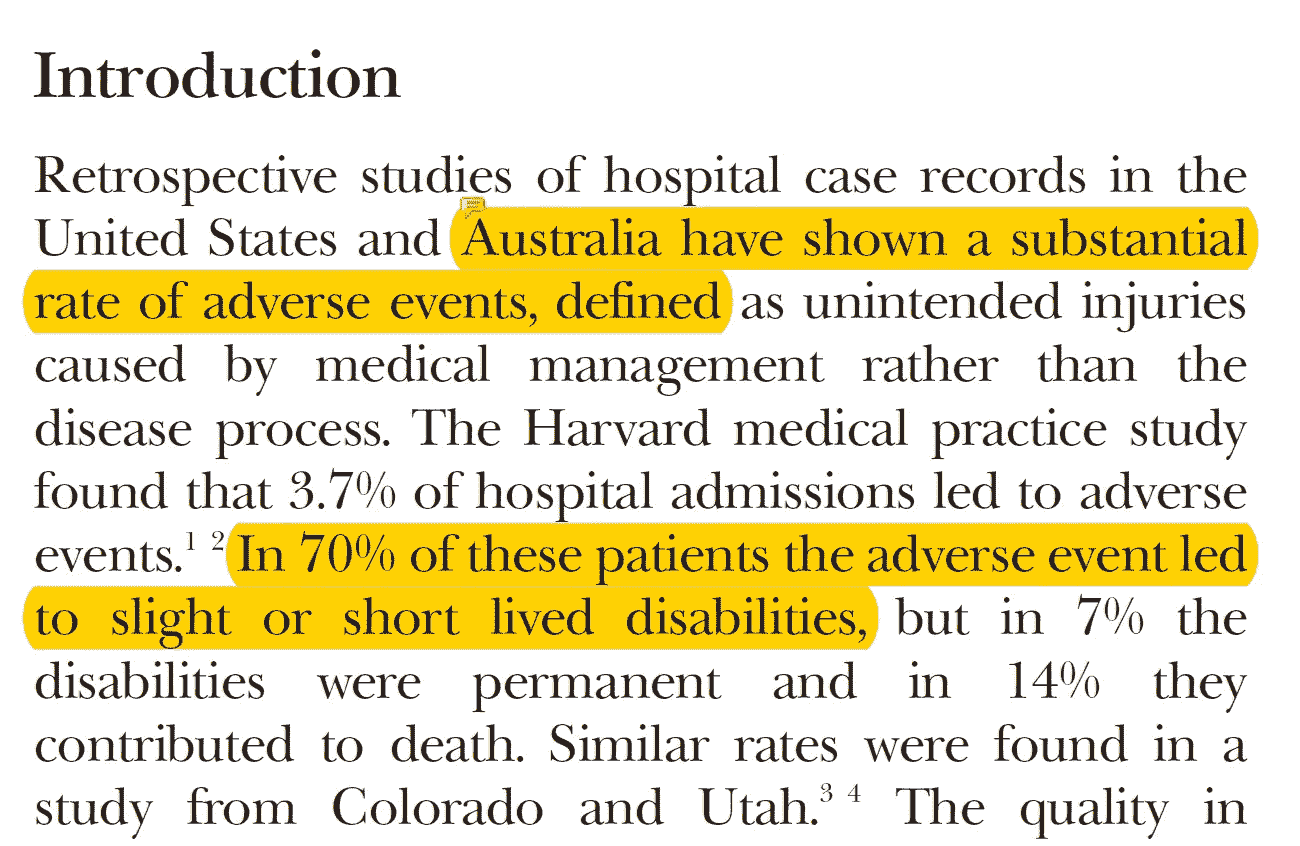 Introduction
Retrospective studies of hospital case records in the
United States and Australia have shown a substantial
rate of adverse events, defined as unintended injuries
caused by medical management rather than the
disease process. The Harvard medical practice study
found that 3.7% of hospital admissions led to adverse
events.¹ ² In 70% of these patients the adverse event led
to slight or short lived disabilities, but in 7% the
disabilities were permanent and in 14% they
contributed to death. Similar rates were found in a
study from Colorado and Utah.³ ⁴ The quality in